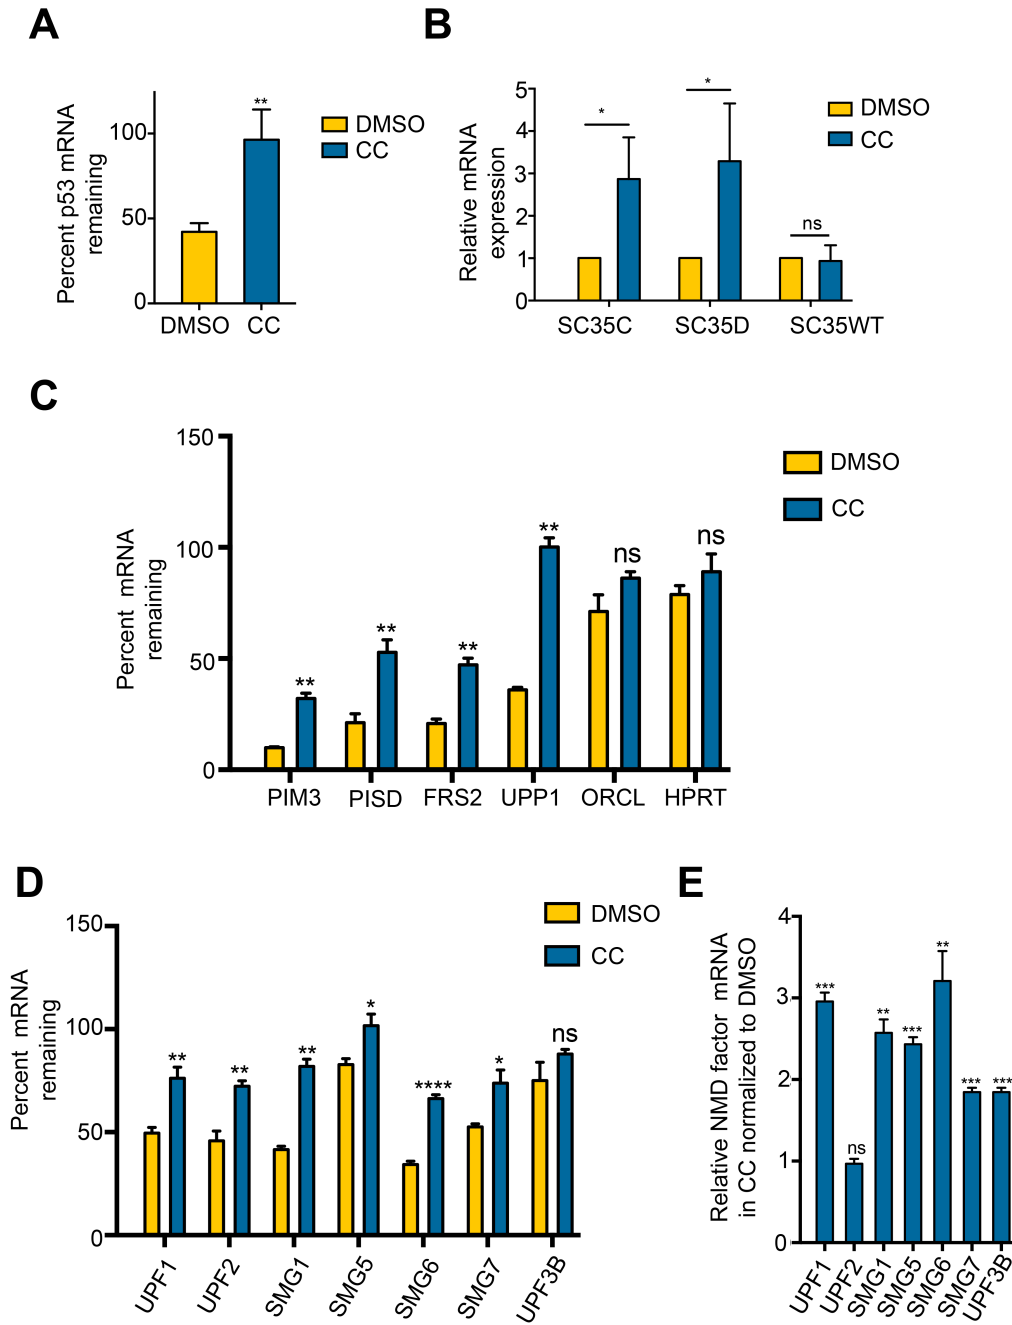 A
Percent p53 mRNA
remaining
100
50
0
**
DMSO
CC
DMSO CC
B
Relative mRNA
expression
5
4
3
2
1
0
*
*
ns
DMSO
CC
SC35C SC35D SC35WT
C
Percent mRNA
remaining
150
100
50
0
**
**
**
**
ns
ns
DMSO
CC
PIM3 PISD FRS2 UPP1 ORCL HPRT
D
Percent mRNA
remaining
150
100
50
0
**
**
**
*
****
*
ns
DMSO
CC
UPF1 UPF2 SMG1 SMG5 SMG6 SMG7 UPF3B
E
Relative NMD factor mRNA
in CC normalized to DMSO
4
3
2
1
0
***
ns
**
***
**
***
***
UPF1 UPF2 SMG1 SMG5 SMG6 SMG7 UPF3B